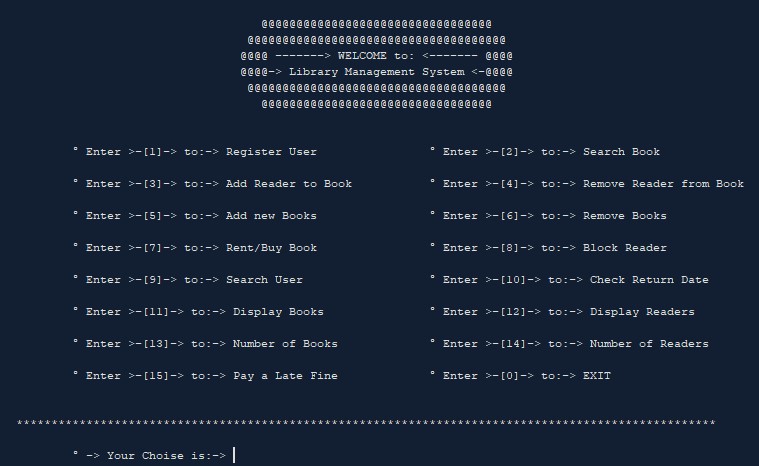 @@@@@@@@@@@@@@@@@@@@@@@@@@@@@@@@@
@@@@@@@@@@@@@@@@@@@@@@@@@@@@@@@@@@@@@
@@@@ -------> WELCOME to: <------- @@@@
@@@@-> Library Management System <-@@@@
@@@@@@@@@@@@@@@@@@@@@@@@@@@@@@@@@@@@@
@@@@@@@@@@@@@@@@@@@@@@@@@@@@@@@@@
° Enter >-[1]-> to:-> Register User ° Enter >-[2]-> to:-> Search Book
° Enter >-[3]-> to:-> Add Reader to Book ° Enter >-[4]-> to:-> Remove Reader from Book
° Enter >-[5]-> to:-> Add new Books ° Enter >-[6]-> to:-> Remove Books
° Enter >-[7]-> to:-> Rent/Buy Book ° Enter >-[8]-> to:-> Block Reader
° Enter >-[9]-> to:-> Search User ° Enter >-[10]-> to:-> Check Return Date
° Enter >-[11]-> to:-> Display Books ° Enter >-[12]-> to:-> Display Readers
° Enter >-[13]-> to:-> Number of Books ° Enter >-[14]-> to:-> Number of Readers
° Enter >-[15]-> to:-> Pay a Late Fine ° Enter >-[0]-> to:-> EXIT
****************************************************************************************************
° -> Your Choise is:->